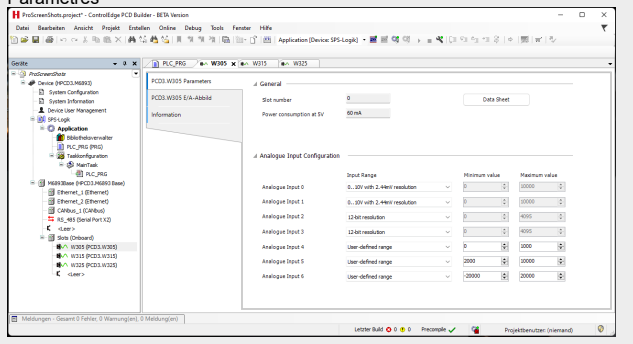 Parametres
ProScreenShots.project* - ControlEdge PCD Builder - BETA Version
Datei Bearbeiten Ansicht Projekt Erstellen Online Debug Tools Fenster Hilfe
Application [Device: SPS-Logik]
Geräte
PLC_PRG W305 W315 W325
ProScreenShots
Device (HPCD3.M6893)
System Configuration
System Information
Device User Management
SPS-Logik
Application
Bibliotheksverwalter
PLC_PRG (PRG)
Taskkonfiguration
MainTask
PLC_PRG
M6893Base (HPCD3.M6893 Base)
Ethernet_1 (Ethernet)
Ethernet_2 (Ethernet)
CANbus_1 (CANbus)
RS_485 (Serial Port X2)
<Leer>
Slots (Onboard)
W305 (PCD3.W305)
W315 (PCD3.W315)
W325 (PCD3.W325)
<Leer>
PCD3.W305 Parameters
PCD3.W305 E/A-Abbild
Information
General
Slot number 0 Data Sheet
Power consumption at 5V 60 mA
Analogue Input Configuration
Input Range Minimum value Maximum value
Analogue Input 0 0..10V with 2.44mV resolution 0 10000
Analogue Input 1 0..10V with 2.44mV resolution 0 10000
Analogue Input 2 12-bit resolution 0 4095
Analogue Input 3 12-bit resolution 0 4095
Analogue Input 4 User-defined range 0 1000
Analogue Input 5 User-defined range 2000 10000
Analogue Input 6 User-defined range -20000 20000
Meldungen - Gesamt 0 Fehler, 0 Warnung(en), 0 Meldung(en)
Letzter Build 0 0 Precompile Projektbenutzer: (niemand)